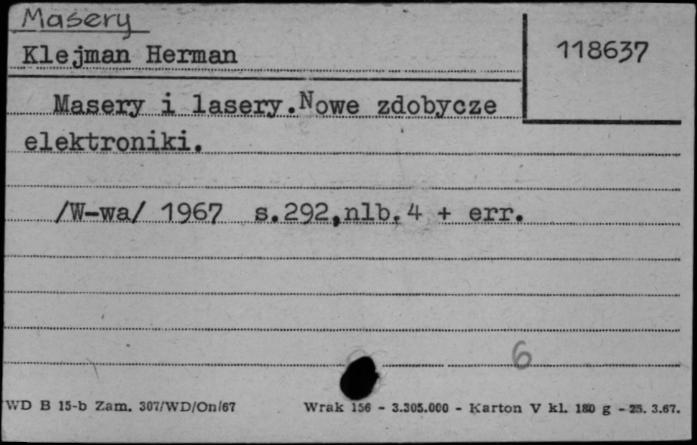 Masery
Klejman Herman
118637
Masery i lasery. Nowe zdobycze
elektroniki.
/W-wa/ 1967 s.292,nlb.4 + err.
6
WD B 15-b Zam. 307/WD/On/67 Wrak 156 - 3.305.000 - Karton V kl. 180 g - 25. 3.67.